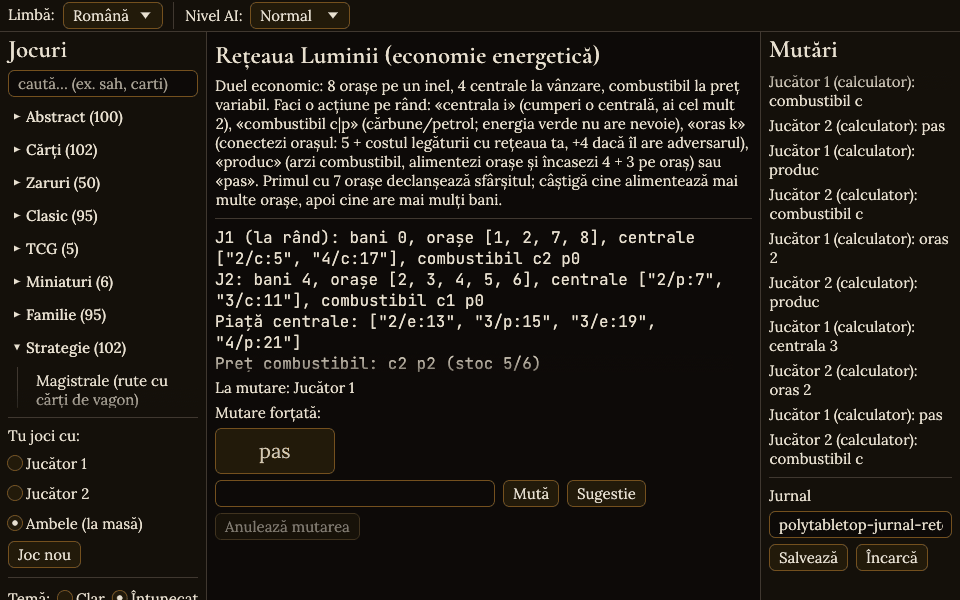 Limbă: Română ▼ Nivel AI: Normal ▼
Jocuri
caută... (ex. sah, carti)
▸ Abstract (100)
▸ Cărți (102)
▸ Zaruri (50)
▸ Clasic (95)
▸ TCG (5)
▸ Miniaturi (6)
▸ Familie (95)
▾ Strategie (102)
Magistrale (rute cu
cărți de vagon)
Tu joci cu:
Jucător 1
Jucător 2
Ambele (la masă)
Joc nou
Temă: Clar Întunecat
Rețeaua Luminii (economie energetică)
Duel economic: 8 orașe pe un inel, 4 centrale la vânzare, combustibil la preț
variabil. Faci o acțiune pe rând: «centrala i» (cumperi o centrală, ai cel mult
2), «combustibil c|p» (cărbune/petrol; energia verde nu are nevoie), «oras k»
(conectezi orașul: 5 + costul legăturii cu rețeaua ta, +4 dacă îl are adversarul),
«produc» (arzi combustibil, alimentezi orașe și încasezi 4 + 3 pe oraș) sau
«pas». Primul cu 7 orașe declanșează sfârșitul; câștigă cine alimentează mai
multe orașe, apoi cine are mai mulți bani.
J1 (la rând): bani 0, orașe [1, 2, 7, 8], centrale
["2/c:5", "4/c:17"], combustibil c2 p0
J2: bani 4, orașe [2, 3, 4, 5, 6], centrale ["2/p:7",
"3/c:11"], combustibil c1 p0
Piață centrale: ["2/e:13", "3/p:15", "3/e:19",
"4/p:21"]
Preț combustibil: c2 p2 (stoc 5/6)
La mutare: Jucător 1
Mutare forțată:
pas
Mută Sugestie
Anulează mutarea
Mutări
Jucător 1 (calculator):
combustibil c
Jucător 2 (calculator): pas
Jucător 1 (calculator):
produc
Jucător 2 (calculator):
combustibil c
Jucător 1 (calculator): oras
2
Jucător 2 (calculator):
produc
Jucător 1 (calculator):
centrala 3
Jucător 2 (calculator):
oras 2
Jucător 1 (calculator): pas
Jucător 2 (calculator):
combustibil c
Jurnal
polytabletop-jurnal-ret
Salvează Încarcă